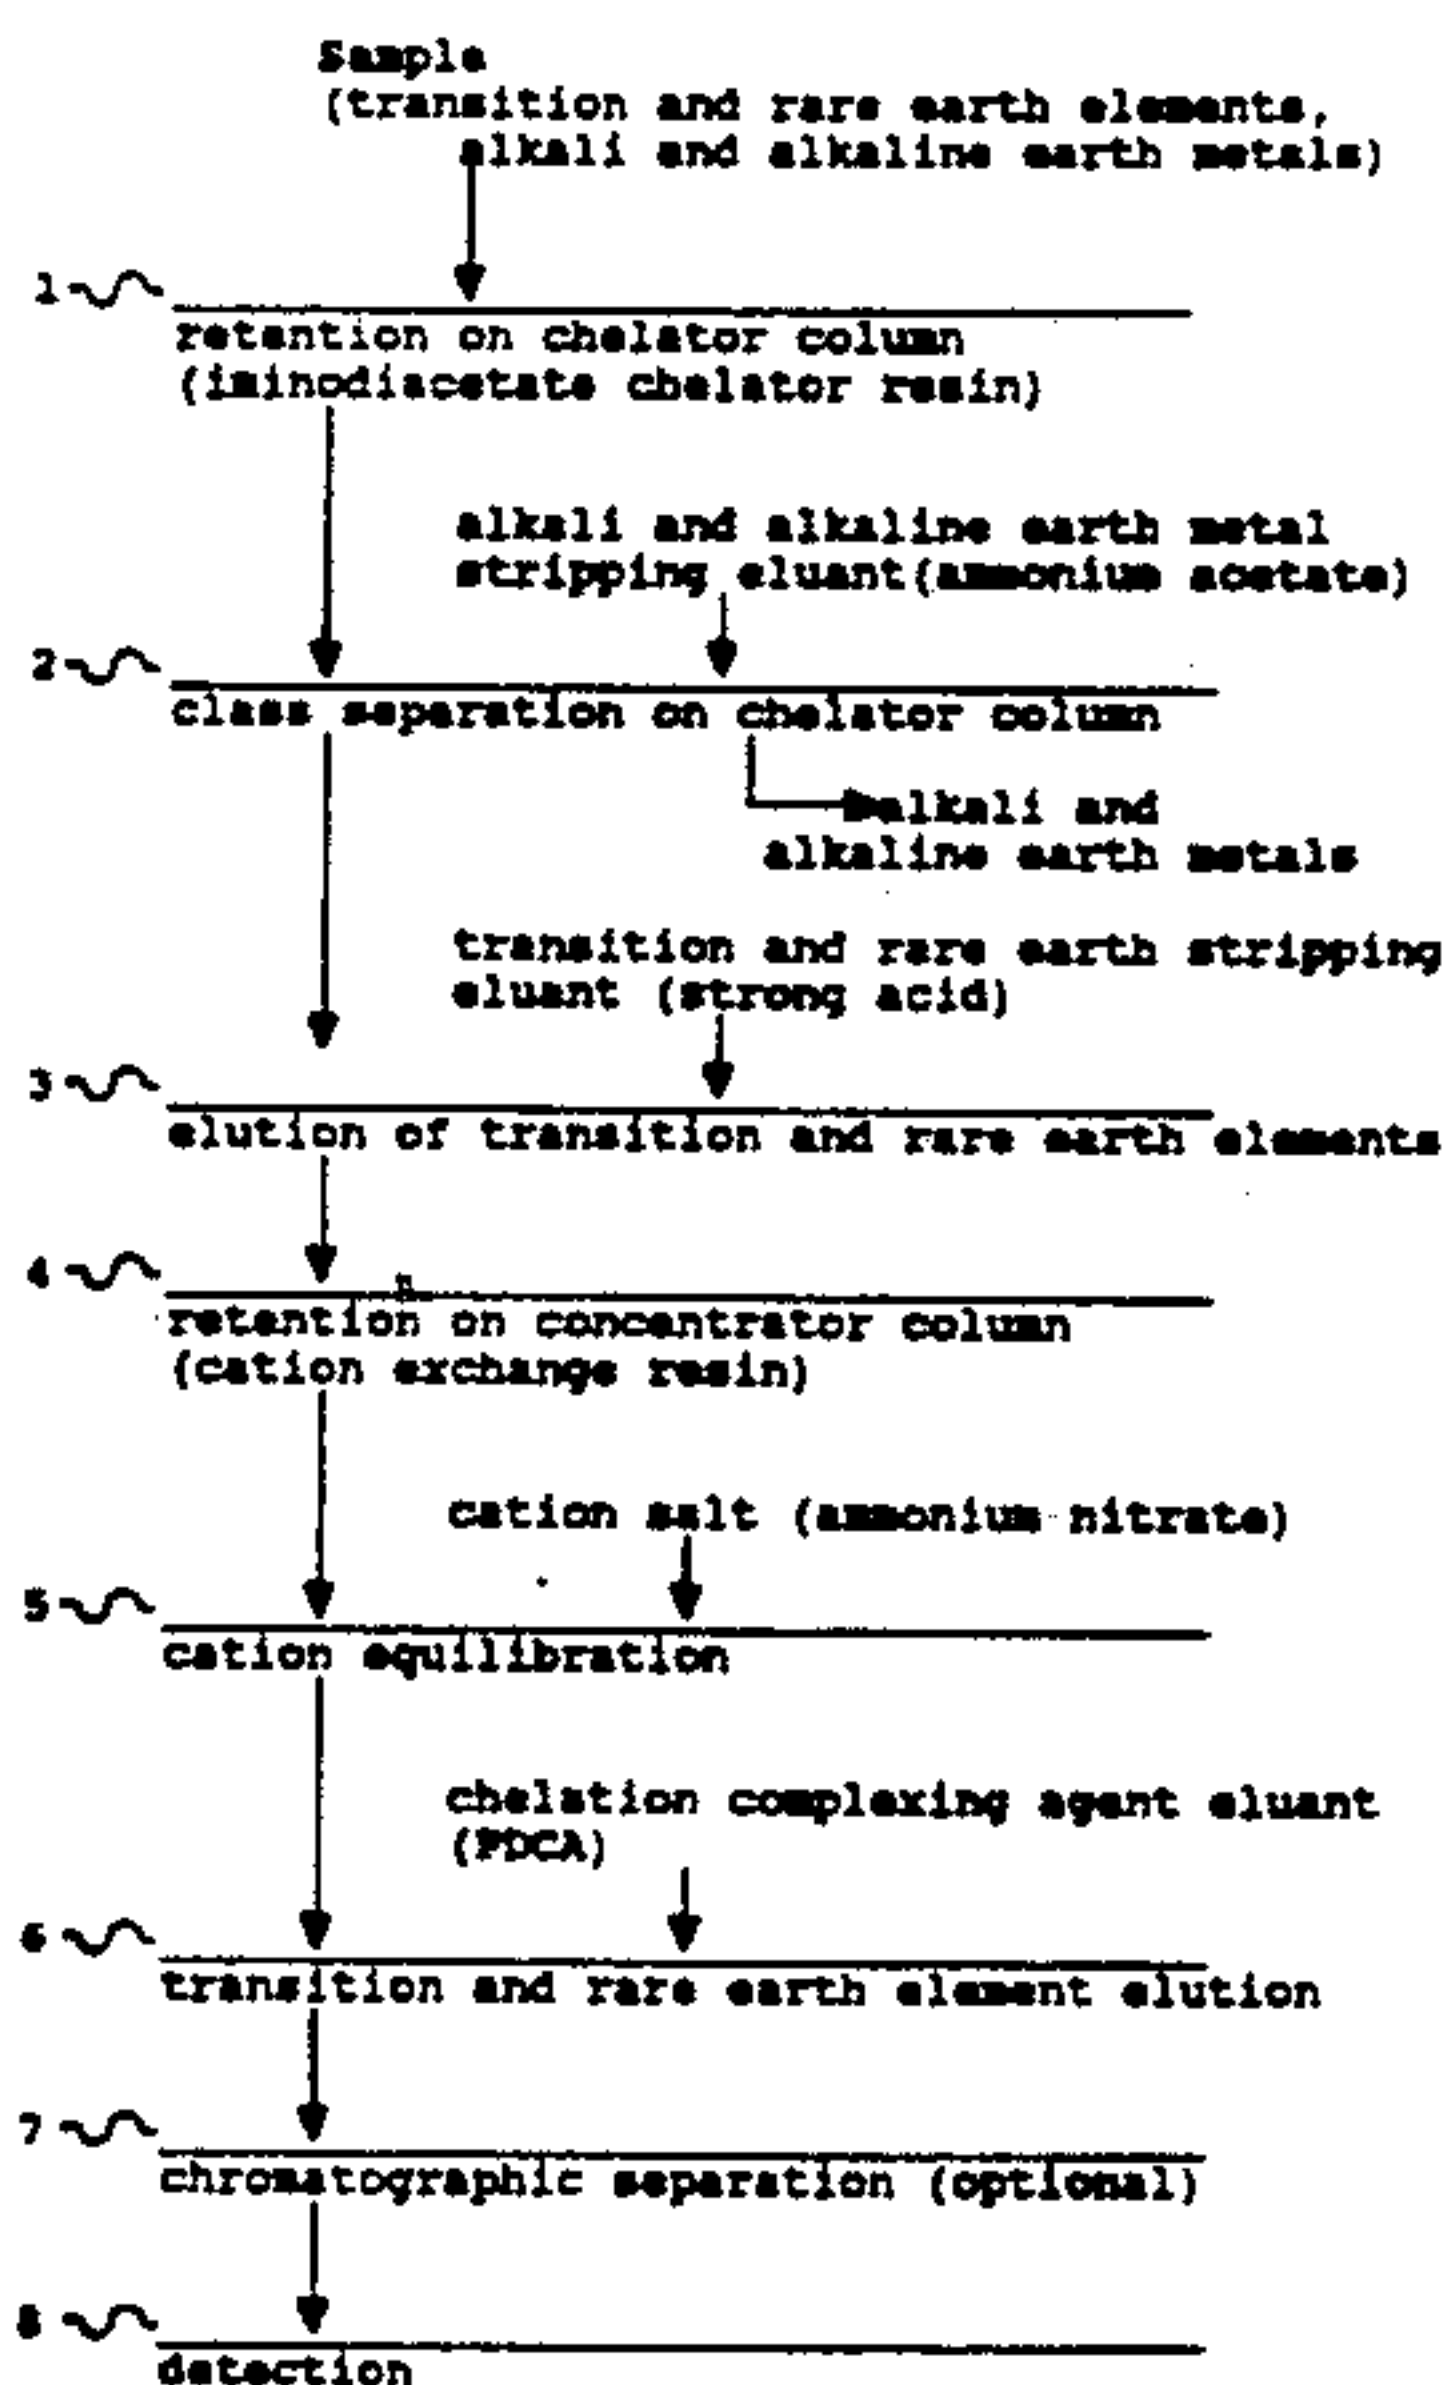 Sample
(transition and rare earth elements,
alkali and alkaline earth metals)
1
retention on chelator column
(iminodiacetate chelator resin)
alkali and alkaline earth metal
stripping eluant(ammonium acetate)
2
class separation on chelator column
alkali and
alkaline earth metals
transition and rare earth stripping
eluant (strong acid)
3
elution of transition and rare earth elements
4
retention on concentrator column
(cation exchange resin)
cation salt (ammonium nitrate)
5
cation equilibration
chelation complexing agent eluant
(PDCA)
6
transition and rare earth element elution
7
chromatographic separation (optional)
8
detection